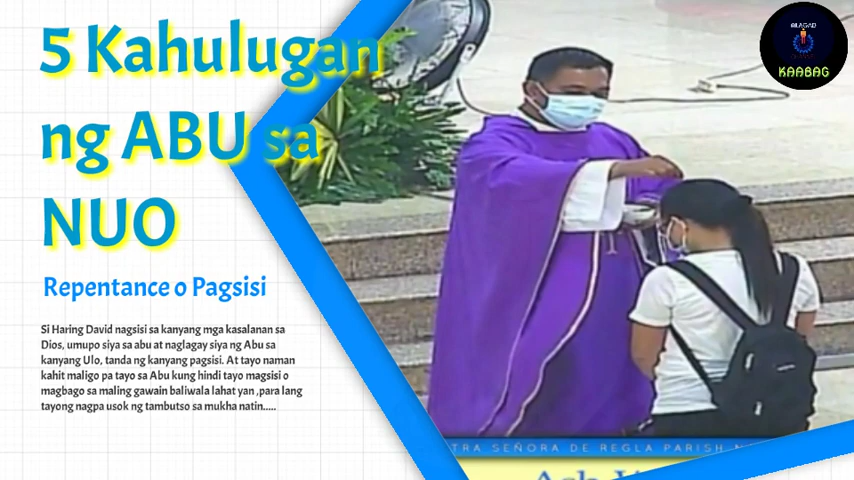 5 Kahulugan
ng ABU sa
NUO
Repentance o Pagsisi
Si Haring David nagsisi sa kanyang mga kasalanan sa
Dios, umupo siya sa abu at naglagay siya ng Abu sa
kanyang Ulo, tanda ng kanyang pagsisi. At tayo naman
kahit maligo pa tayo sa Abu kung hindi tayo magsisi o
magbago sa maling gawain baliwala lahat yan ,para lang
tayong nagpa usok ng tambutso sa mukha natin.....
ALAGAD
KAABAG
TRA SEÑORA DE REGLA PARISH